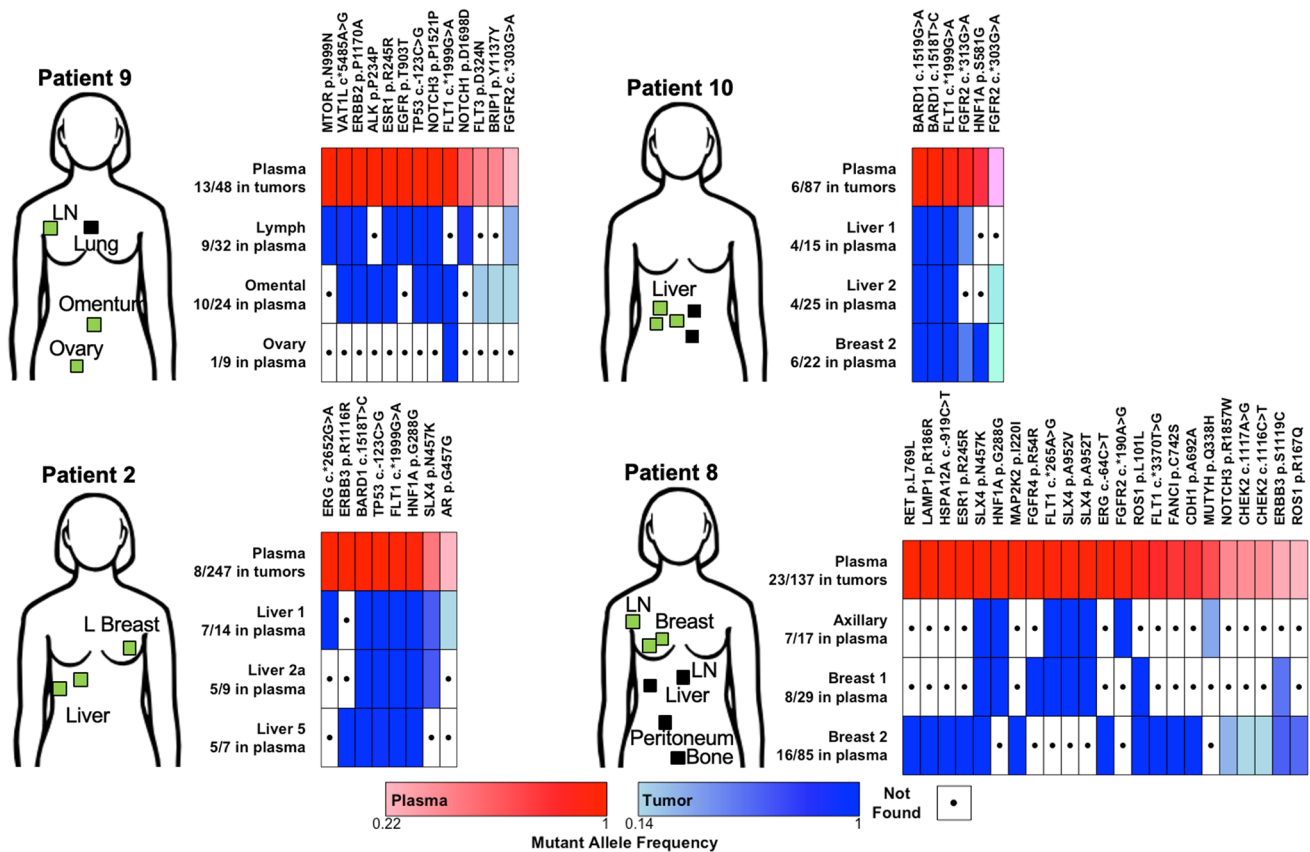 Patient 9
LN
Lung
Omentum
Ovary
MTOR p.N999N
VAT1L c*5485A>G
ERBB2 p.P1170A
ALK p.P234P
ESR1 p.R245R
EGFR p.T903T
TP53 c.-123C>G
NOTCH3 p.P1521P
FLT1 c.*1999G>A
NOTCH1 p.D1698D
FLT3 p.D324N
BRIP1 p.Y1137Y
FGFR2 c.*303G>A
Plasma
13/48 in tumors
Lymph
9/32 in plasma
Omental
10/24 in plasma
Ovary
1/9 in plasma
Patient 10
Liver
BARD1 c.1519G>A
BARD1 c.1518T>C
FLT1 c.*1999G>A
FGFR2 c.*313G>A
HNF1A p.S581G
FGFR2 c.*303G>A
Plasma
6/87 in tumors
Liver 1
4/15 in plasma
Liver 2
4/25 in plasma
Breast 2
6/22 in plasma
Patient 2
L Breast
Liver
ERG c.*2652G>A
ERBB3 p.R1116R
BARD1 c.1518T>C
TP53 c.-123C>G
FLT1 c.*1999G>A
HNF1A p.G288G
SLX4 p.N457K
AR p.G457G
Plasma
8/247 in tumors
Liver 1
7/14 in plasma
Liver 2a
5/9 in plasma
Liver 5
5/7 in plasma
Patient 8
LN
Breast
LN
Liver
Peritoneum
Bone
RET p.L769L
LAMP1 p.R186R
HSPA12A c.-919C>T
ESR1 p.R245R
SLX4 p.N457K
HNF1A p.G288G
MAP2K2 p.I220I
FGFR4 p.R54R
FLT1 c.*265A>G
SLX4 p.A952V
SLX4 p.A952T
ERG c.-64C>T
FGFR2 c.*190A>G
ROS1 p.L101L
FLT1 c.*3370T>G
FANCI p.C742S
CDH1 p.A692A
MUTYH p.Q338H
NOTCH3 p.R1857W
CHEK2 c.1117A>G
CHEK2 c.1116C>T
ERBB3 p.S1119C
ROS1 p.R167Q
Plasma
23/137 in tumors
Axillary
7/17 in plasma
Breast 1
8/29 in plasma
Breast 2
16/85 in plasma
Plasma
0.22 1
Tumor
0.14 1
Mutant Allele Frequency
Not
Found